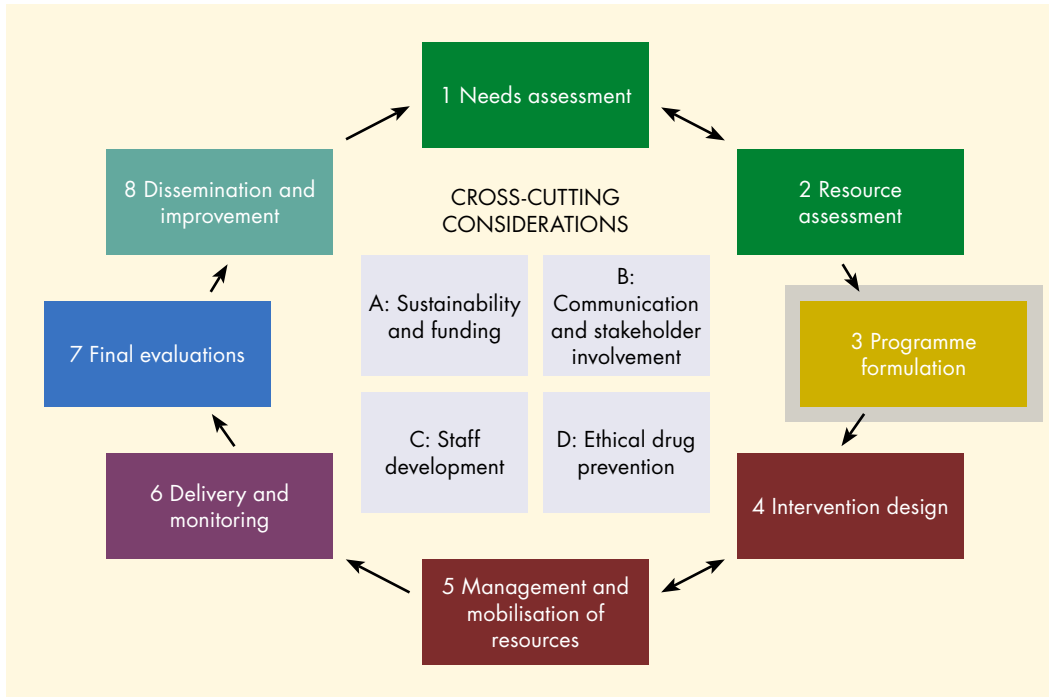 1 Needs assessment
2 Resource
assessment
3 Programme
formulation
4 Intervention design
5 Management and
mobilisation of
resources
6 Delivery and
monitoring
7 Final evaluations
8 Dissemination and
improvement
CROSS-CUTTING
CONSIDERATIONS
A: Sustainability
and funding
B:
Communication
and stakeholder
involvement
C: Staff
development
D: Ethical drug
prevention